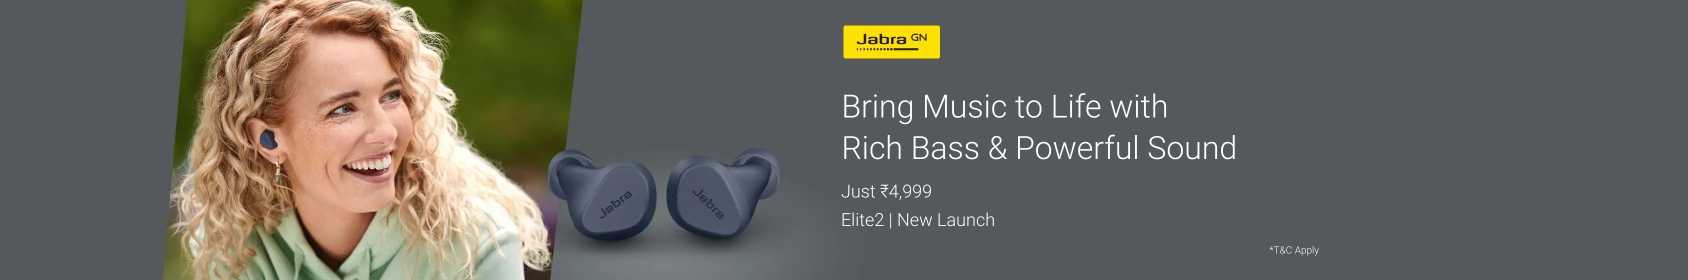 Jabra GN
Bring Music to Life with
Rich Bass & Powerful Sound
Just ₹4,999
Elite2 | New Launch
*T&C Apply
Jabra
Jabra